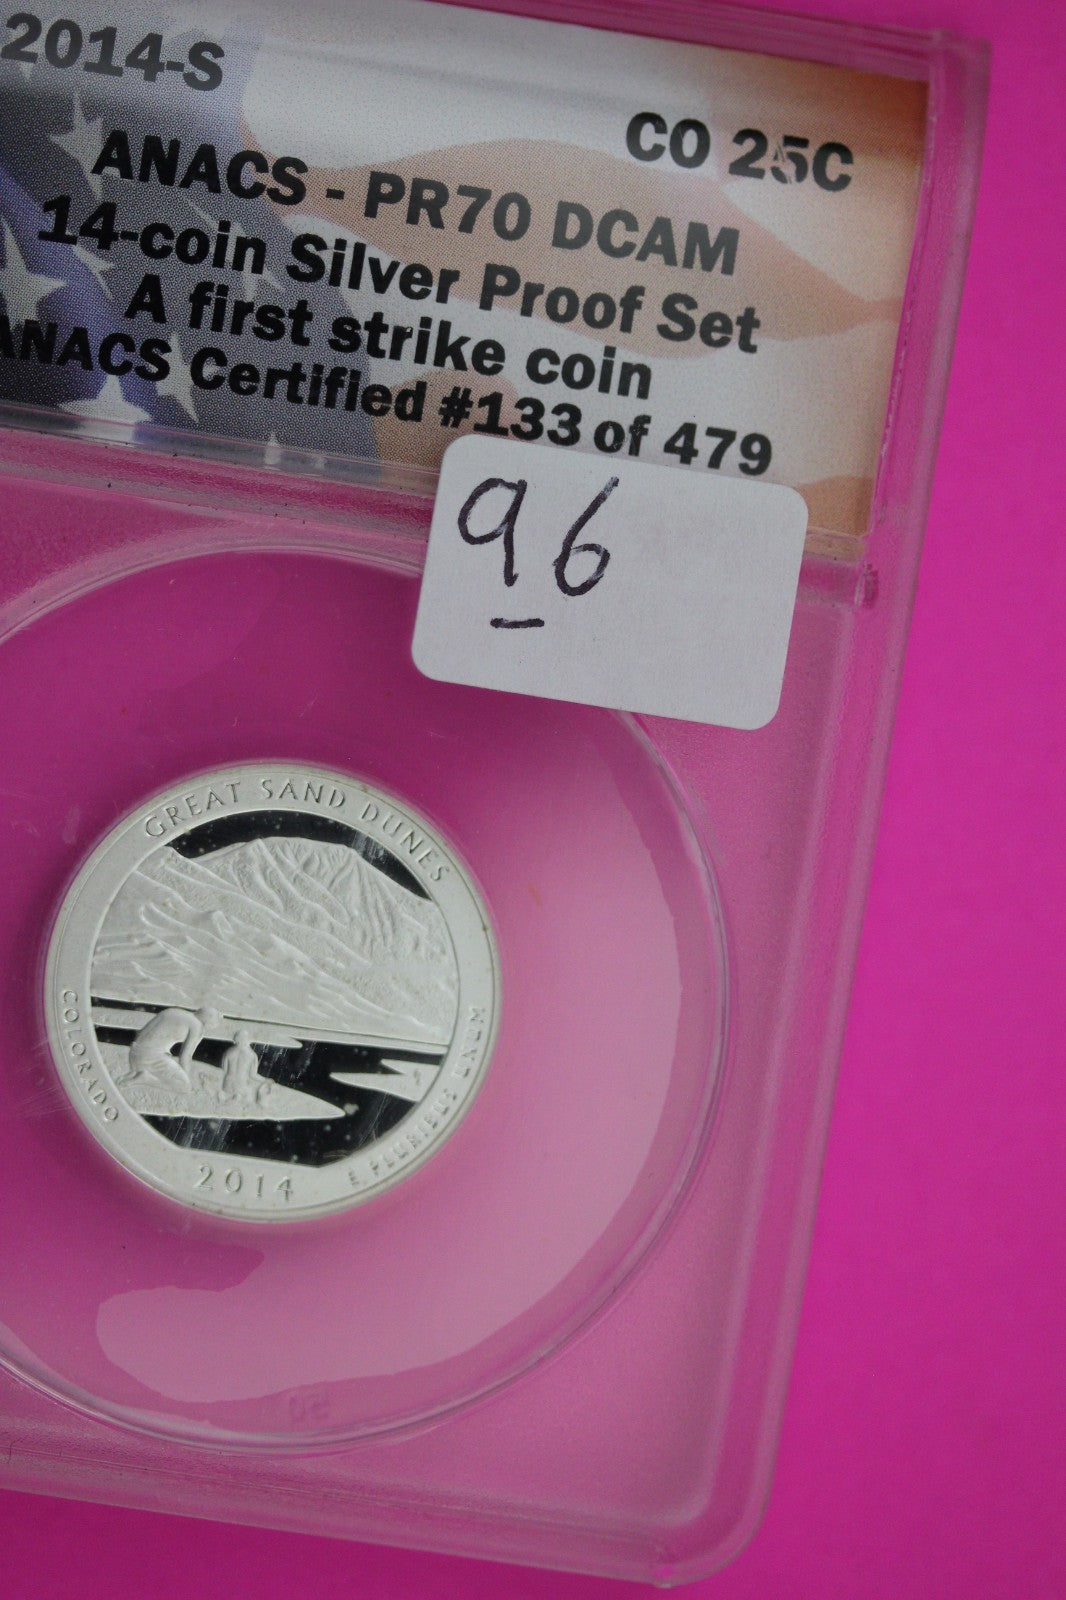 2014-S
CO 25C
ANACS - PR70 DCAM
14-coin Silver Proof Set
A first strike coin
ANACS Certified #133 of 479
96
GREAT SAND DUNES
COLORADO
2014
E PLURIBUS UNUM